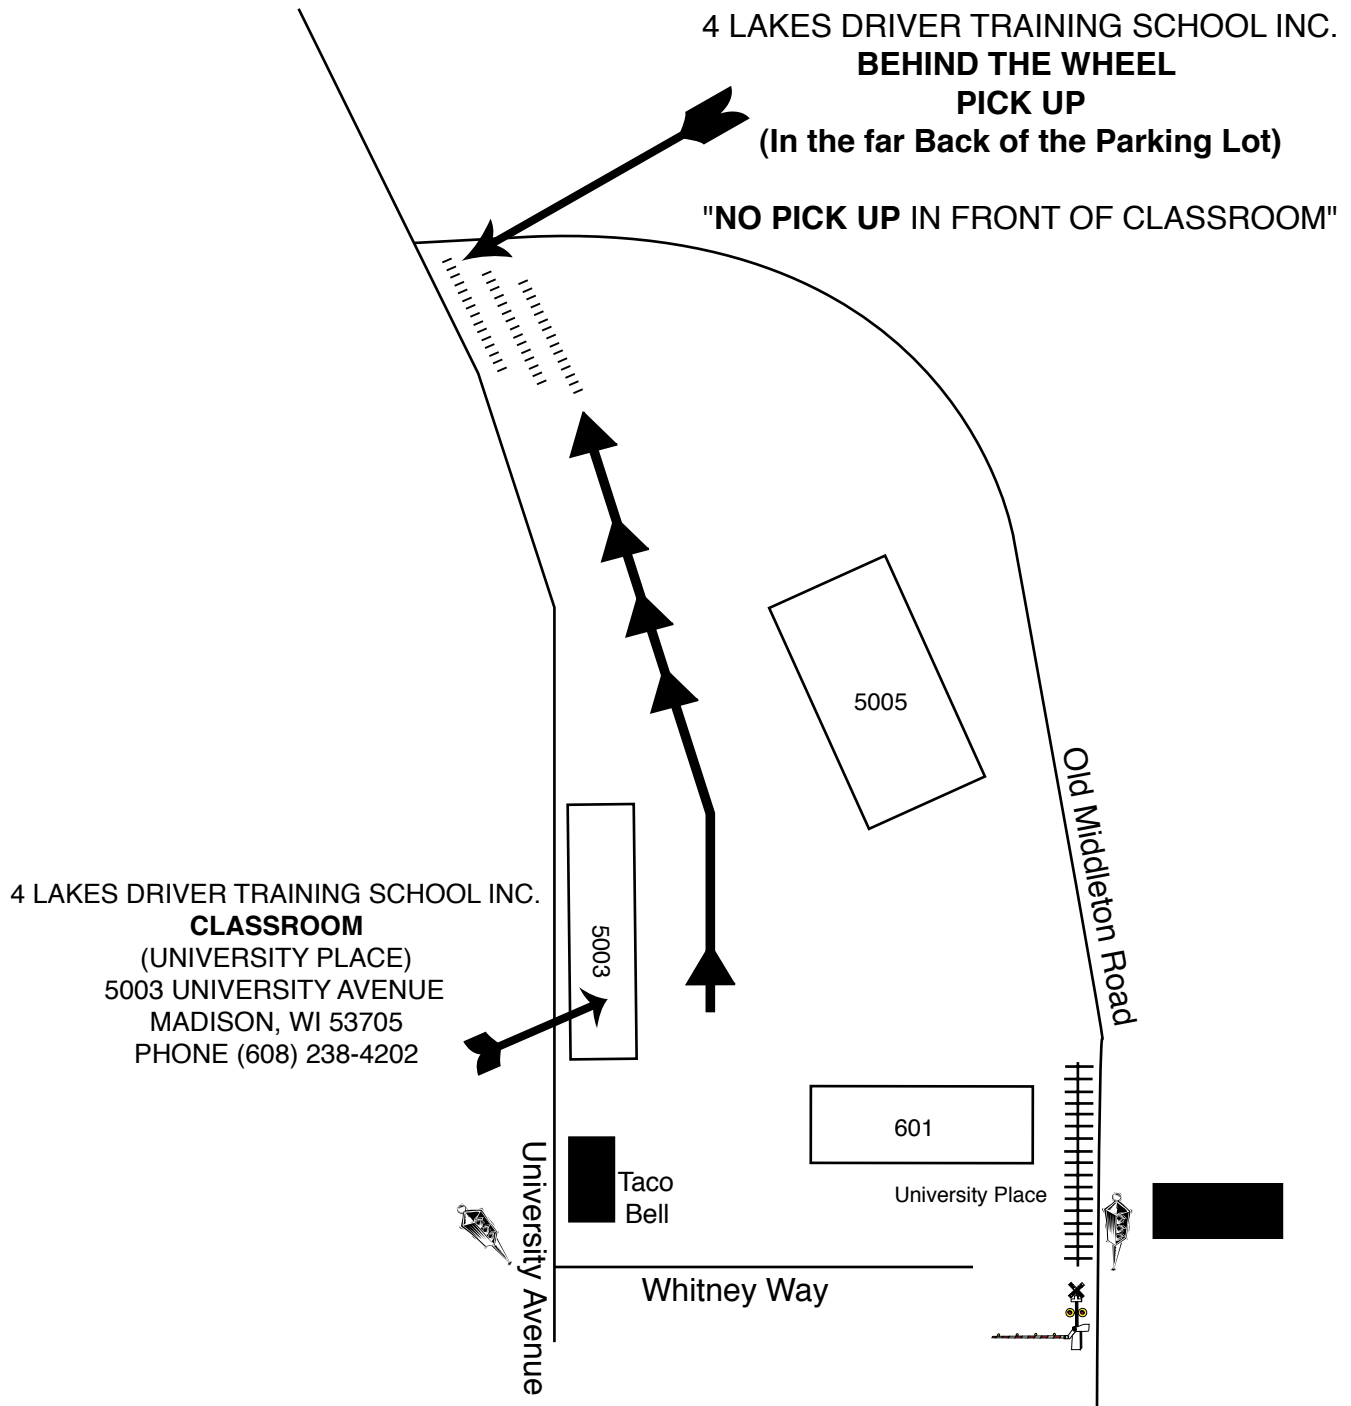 4 LAKES DRIVER TRAINING SCHOOL INC.
BEHIND THE WHEEL
PICK UP
(In the far Back of the Parking Lot)
"NO PICK UP IN FRONT OF CLASSROOM"
5005
Old Middleton Road
4 LAKES DRIVER TRAINING SCHOOL INC.
CLASSROOM
(UNIVERSITY PLACE)
5003 UNIVERSITY AVENUE
MADISON, WI 53705
PHONE (608) 238-4202
5003
601
University Place
Taco
Bell
University Avenue
Whitney Way